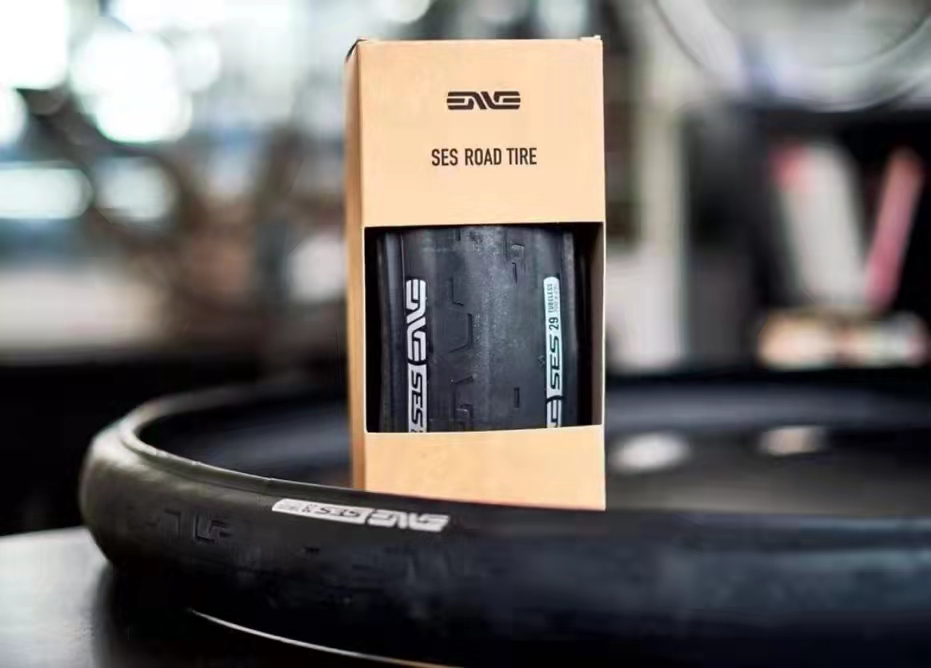 ENVE
SES ROAD TIRE
ENVE SES
SES 29 TUBELESS
ENVE SES